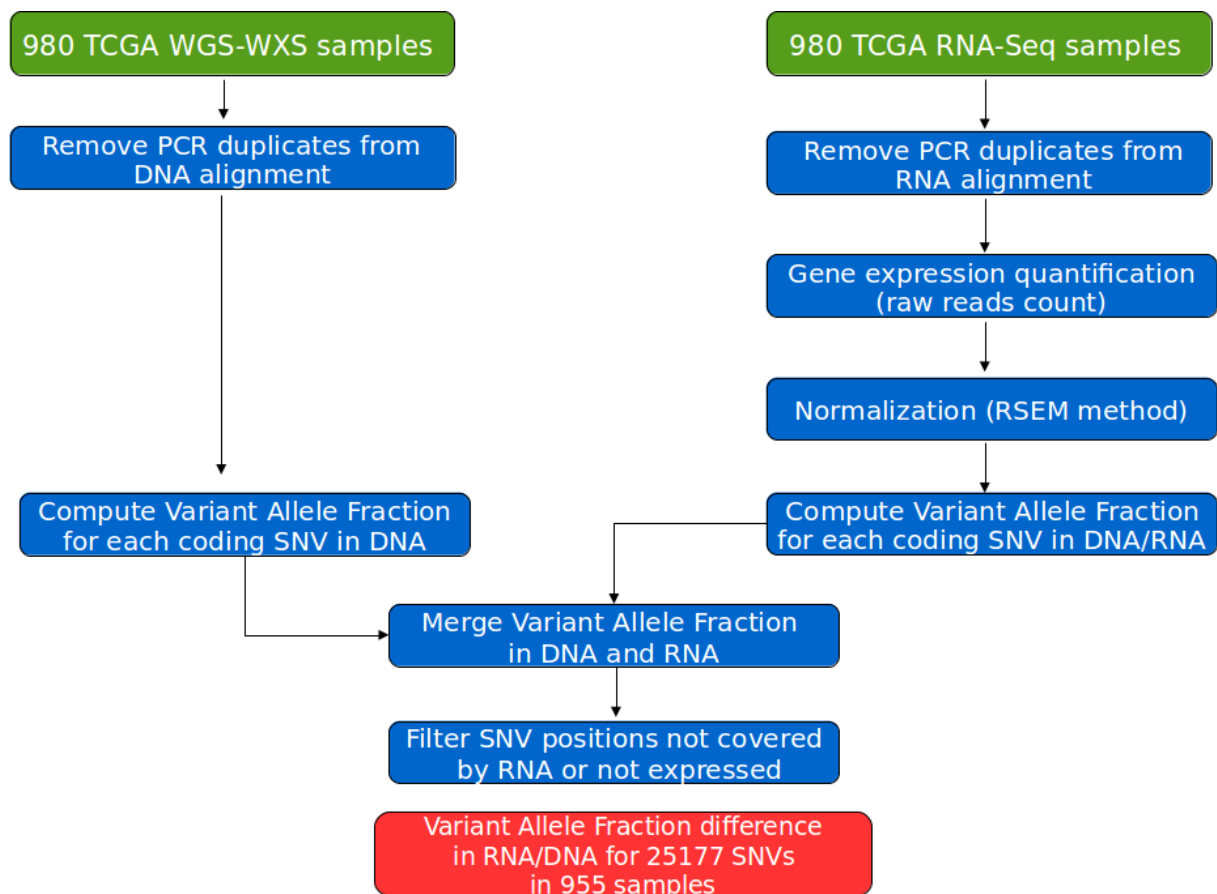 980 TCGA WGS-WXS samples
980 TCGA RNA-Seq samples
Remove PCR duplicates from
DNA alignment
Remove PCR duplicates from
RNA alignment
Gene expression quantification
(raw reads count)
Normalization (RSEM method)
Compute Variant Allele Fraction
for each coding SNV in DNA
Compute Variant Allele Fraction
for each coding SNV in DNA/RNA
Merge Variant Allele Fraction
in DNA and RNA
Filter SNV positions not covered
by RNA or not expressed
Variant Allele Fraction difference
in RNA/DNA for 25177 SNVs
in 955 samples